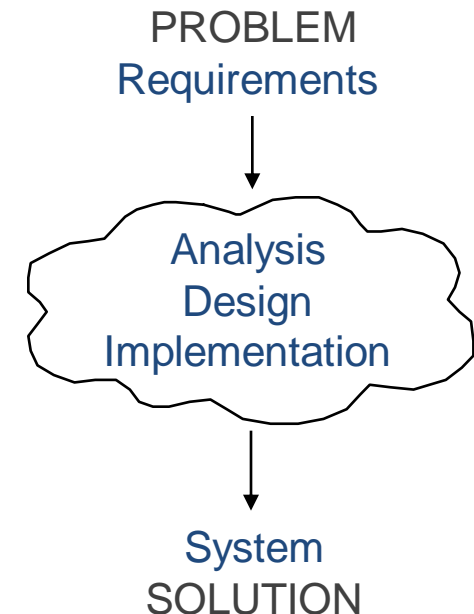 PROBLEM
Requirements
Analysis
Design
Implementation
System
SOLUTION